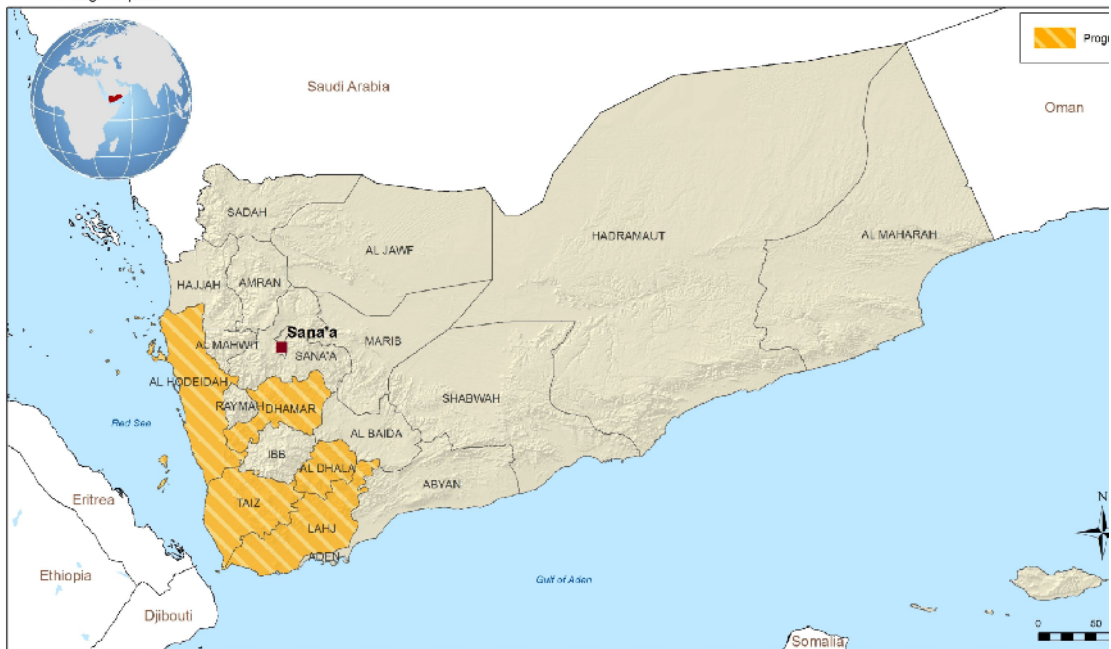 Progr
Saudi Arabia
Oman
SADAH
AL JAWF
HADRAMAUT
AL MAHARAH
HAJJAH
AMRAN
Sana'a
AL MAHWIT
SANA'A
MARIB
AL HODEIDAH
RAYMAH
DHAMAR
SHABWAH
Red Sea
AL BAIDA
IBB
AL DHALA
ABYAN
Eritrea
TAIZ
LAHJ
N
ADEN
Ethiopia
Gulf of Aden
Djibouti
0 50
Somalia